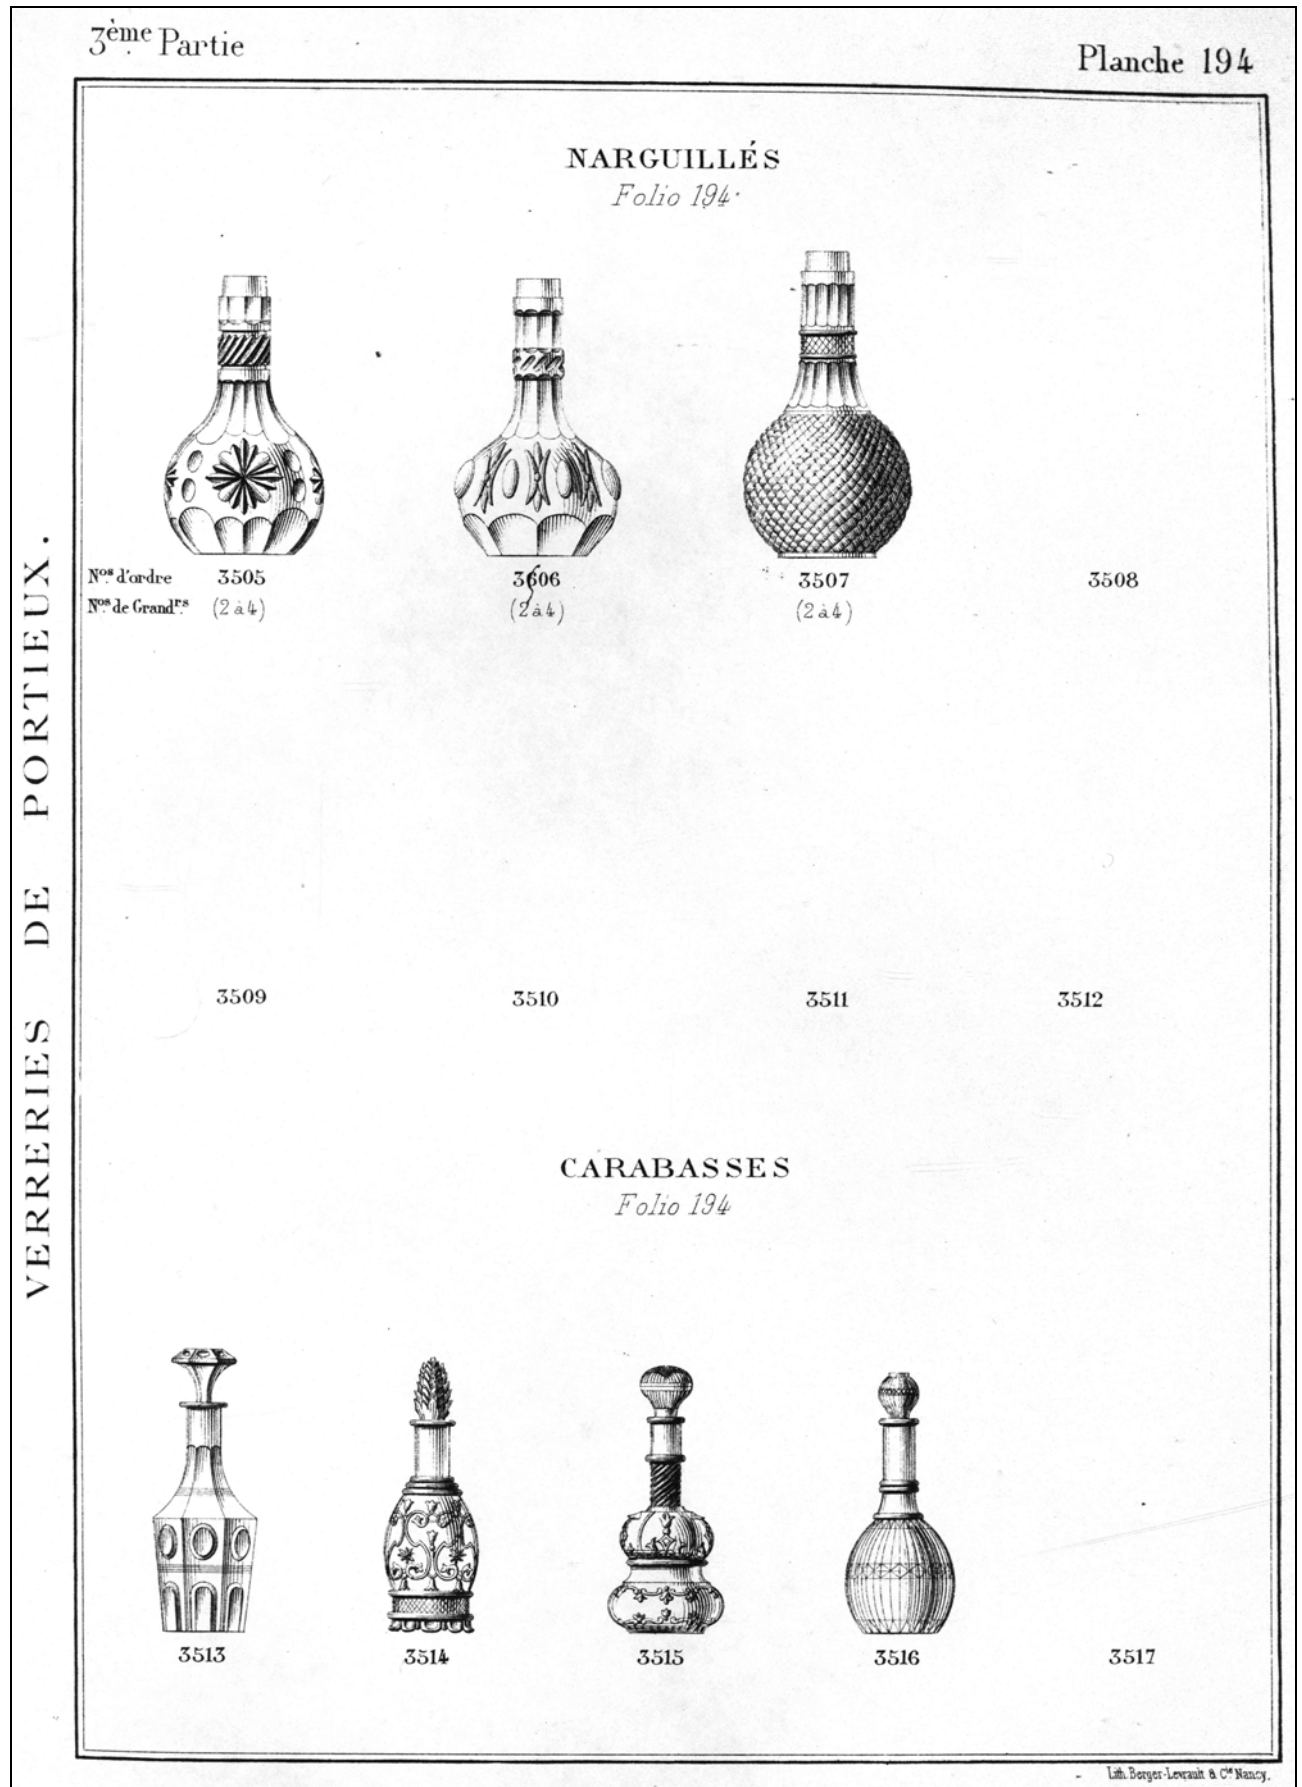 3ème Partie
Planche 194
VERRERIES DE PORTIEUX.
NARGUILLÉS
Folio 194.
Nos. d'ordre 3505 3606 3507 3508
Nos. de Grandrs. (2 à 4) (2 à 4) (2 à 4)
3509 3510 3511 3512
CARABASSES
Folio 194
3513 3514 3515 3516 3517
Lith. Berger-Levrault & Cie Nancy.